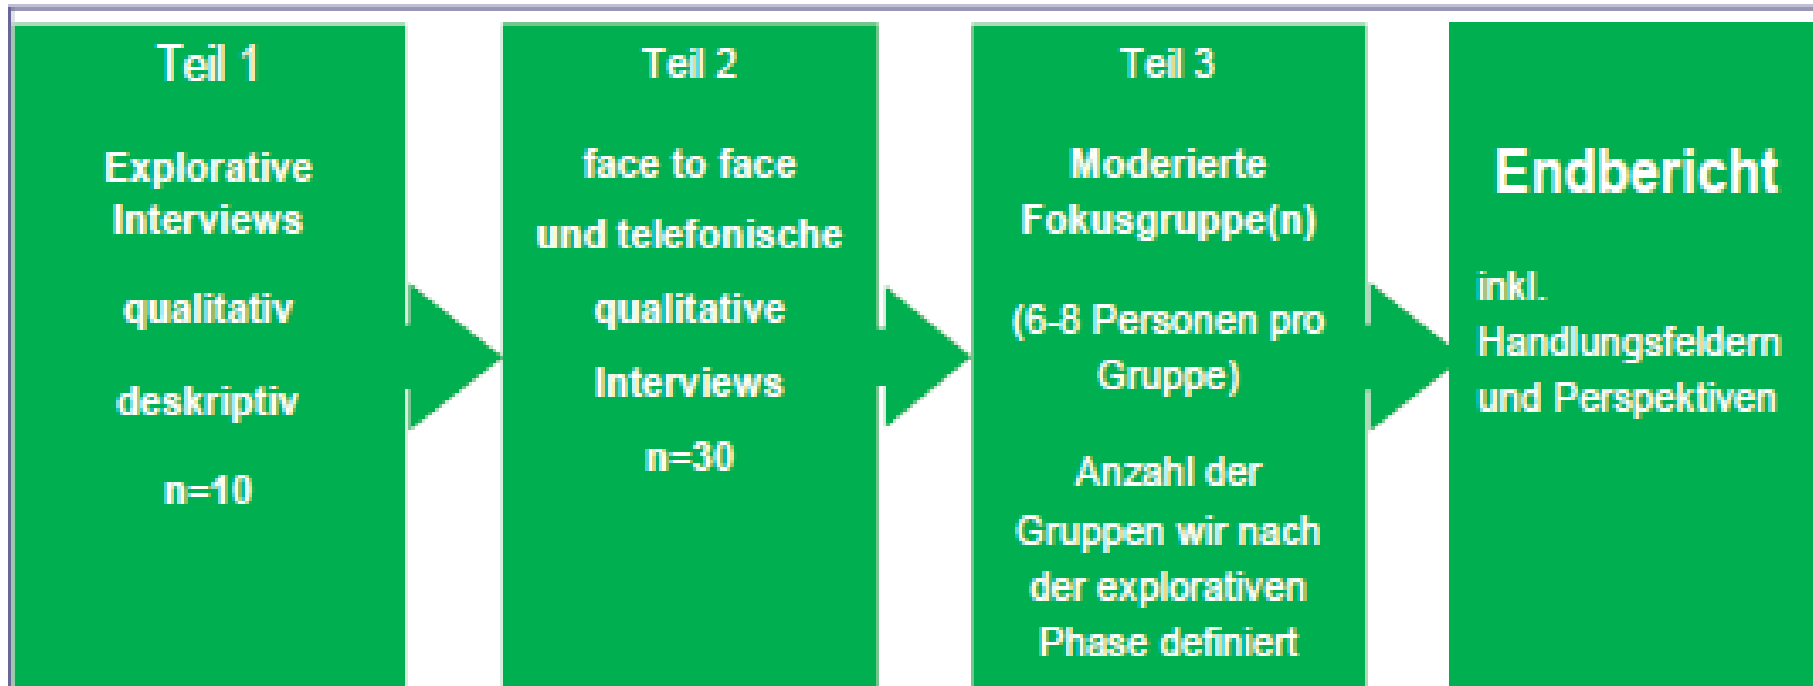 Teil 1
Explorative
Interviews
qualitativ
deskriptiv
n=10
Teil 2
face to face
und telefonische
qualitative
Interviews
n=30
Teil 3
Moderierte
Fokusgruppe(n)
(6-8 Personen pro
Gruppe)
Anzahl der
Gruppen wir nach
der explorativen
Phase definiert
Endbericht
inkl.
Handlungsfeldern
und Perspektiven